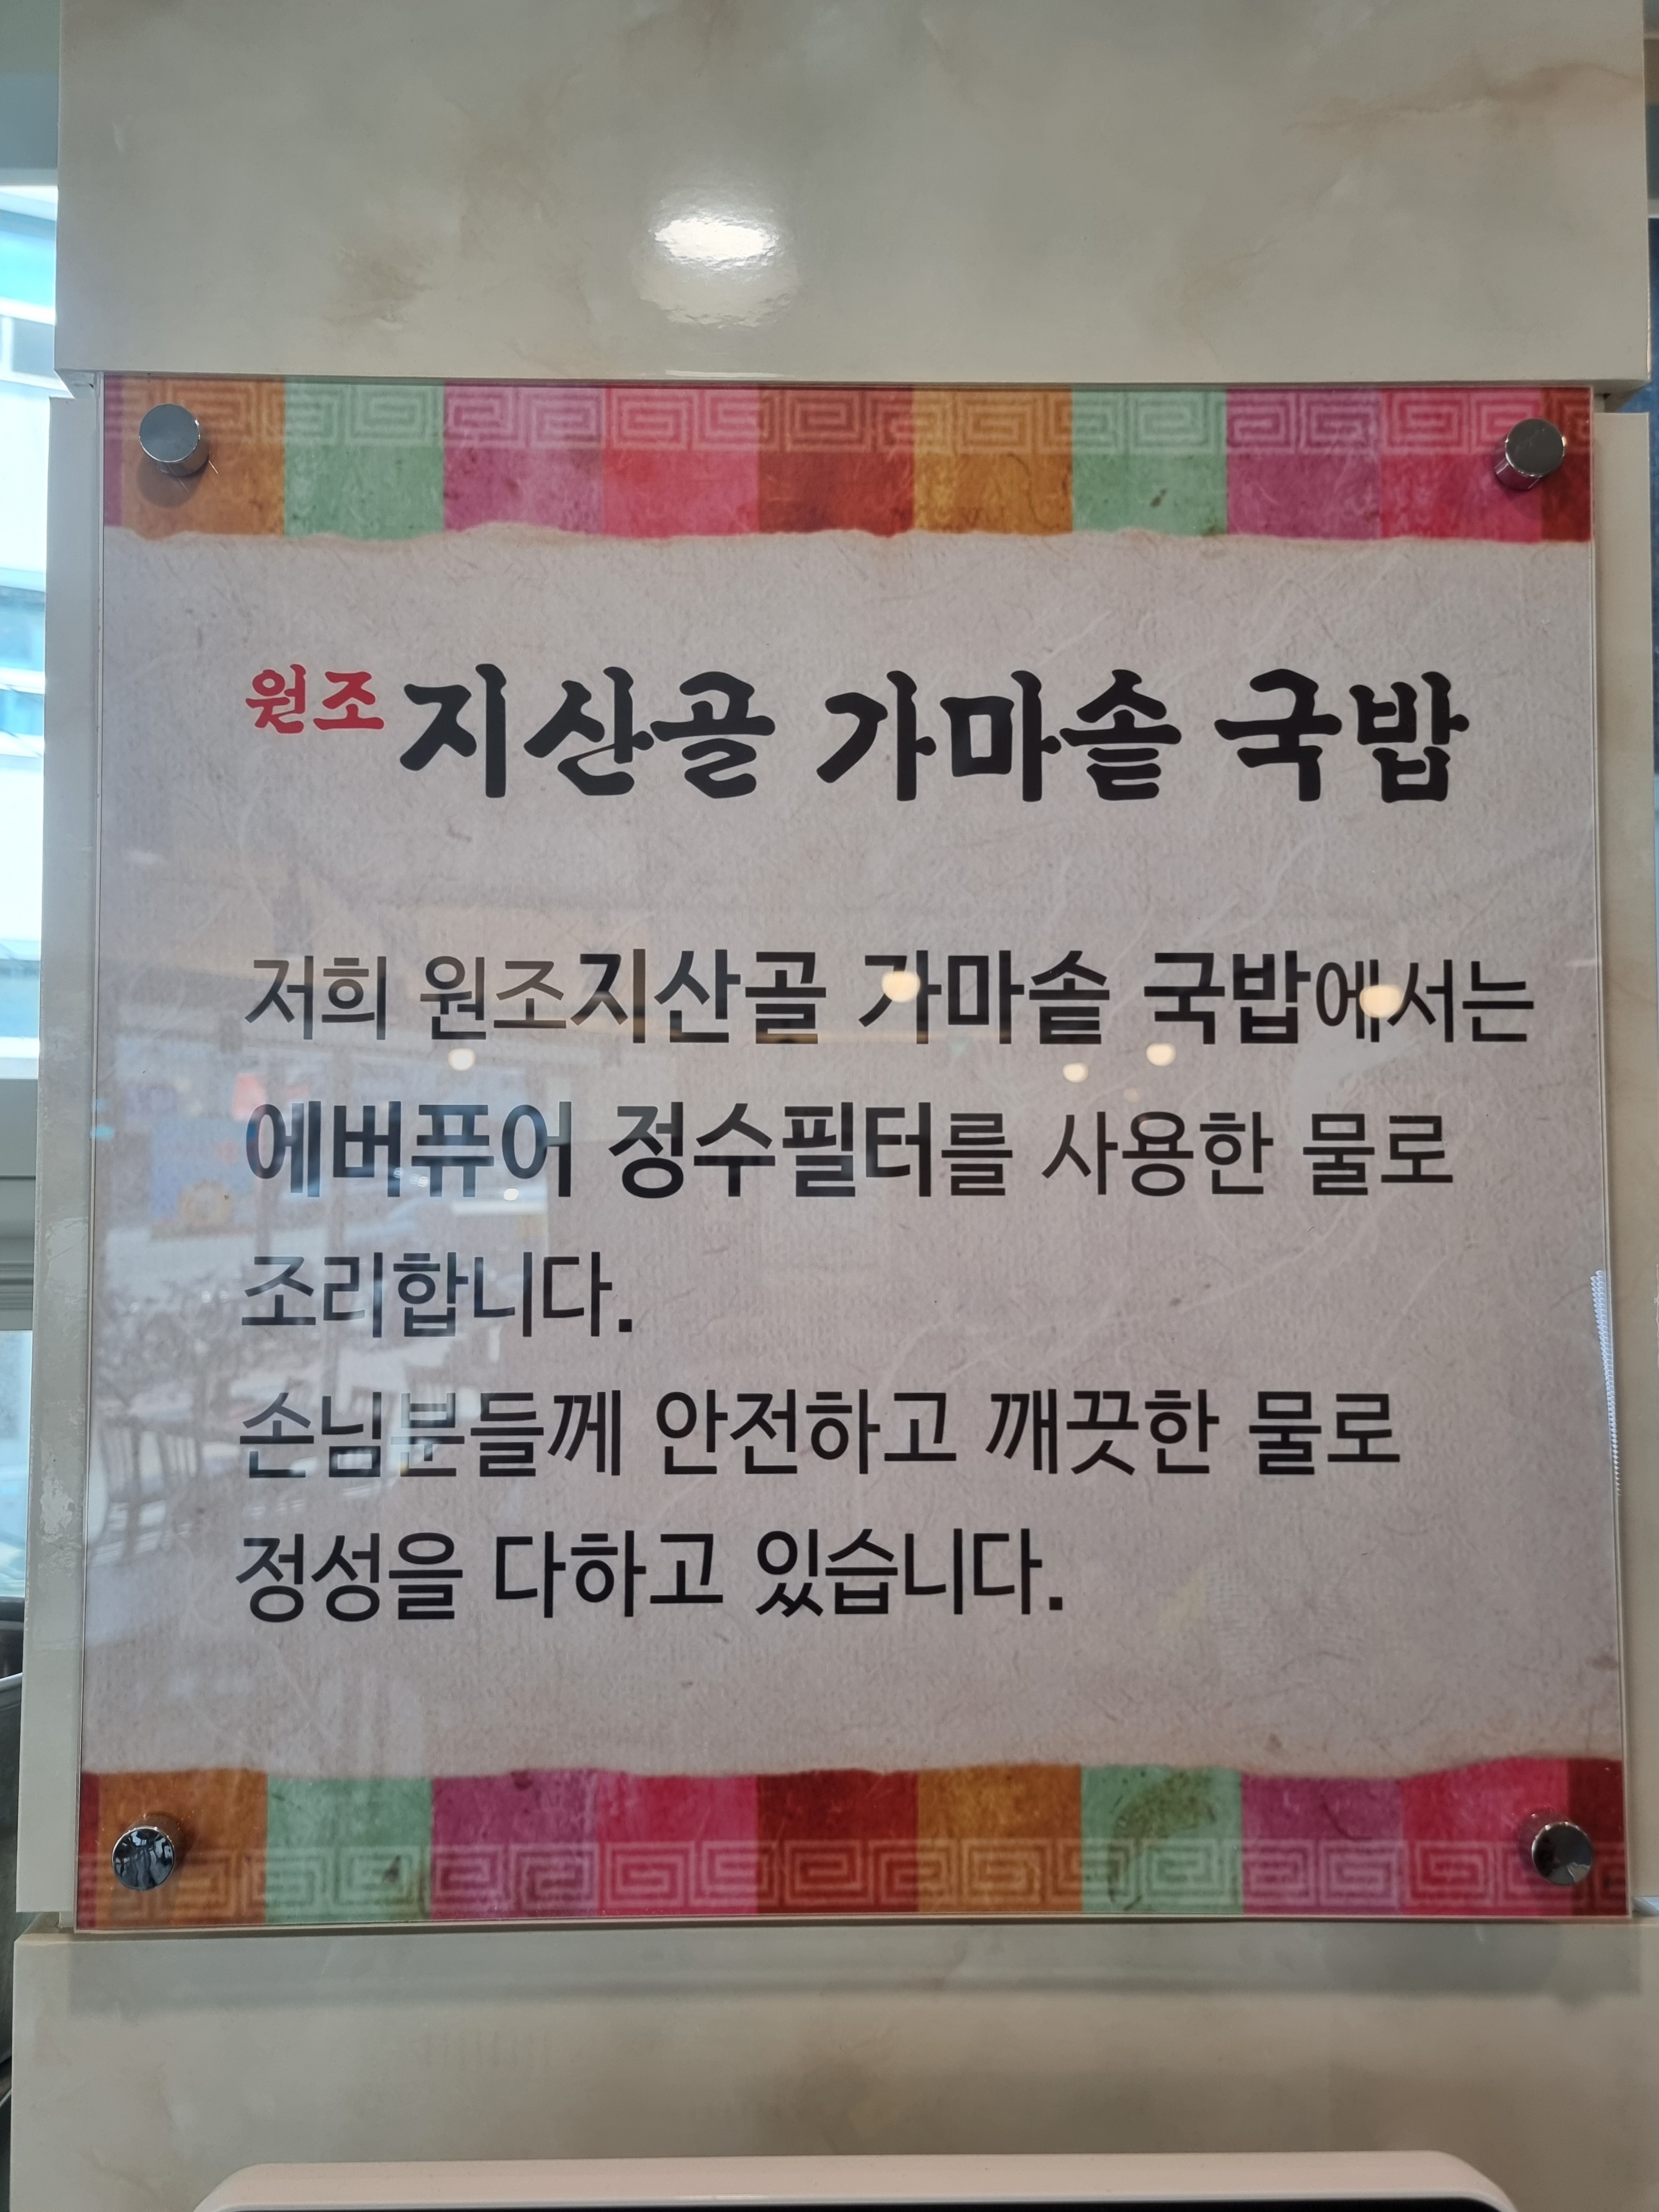 원조 지산골 가마솥 국밥
저희 원조지산골 가마솥 국밥에서는
에버퓨어 정수필터를 사용한 물로
조리합니다.
손님분들께 안전하고 깨끗한 물로
정성을 다하고 있습니다.